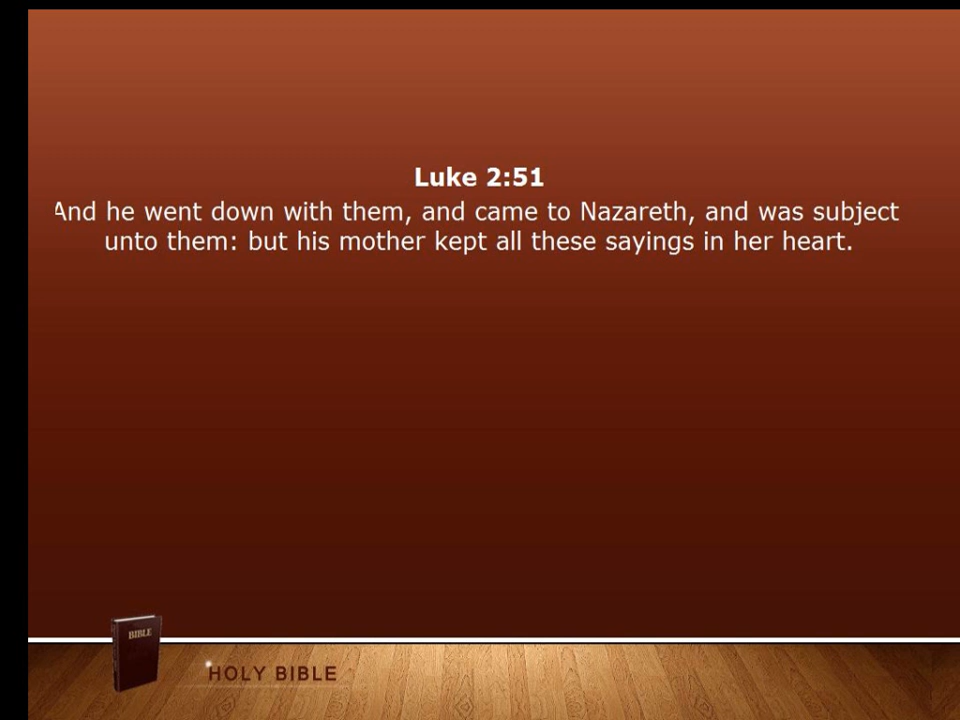 Luke 2:51
And he went down with them, and came to Nazareth, and was subject
unto them: but his mother kept all these sayings in her heart.
BIBLE
HOLY BIBLE